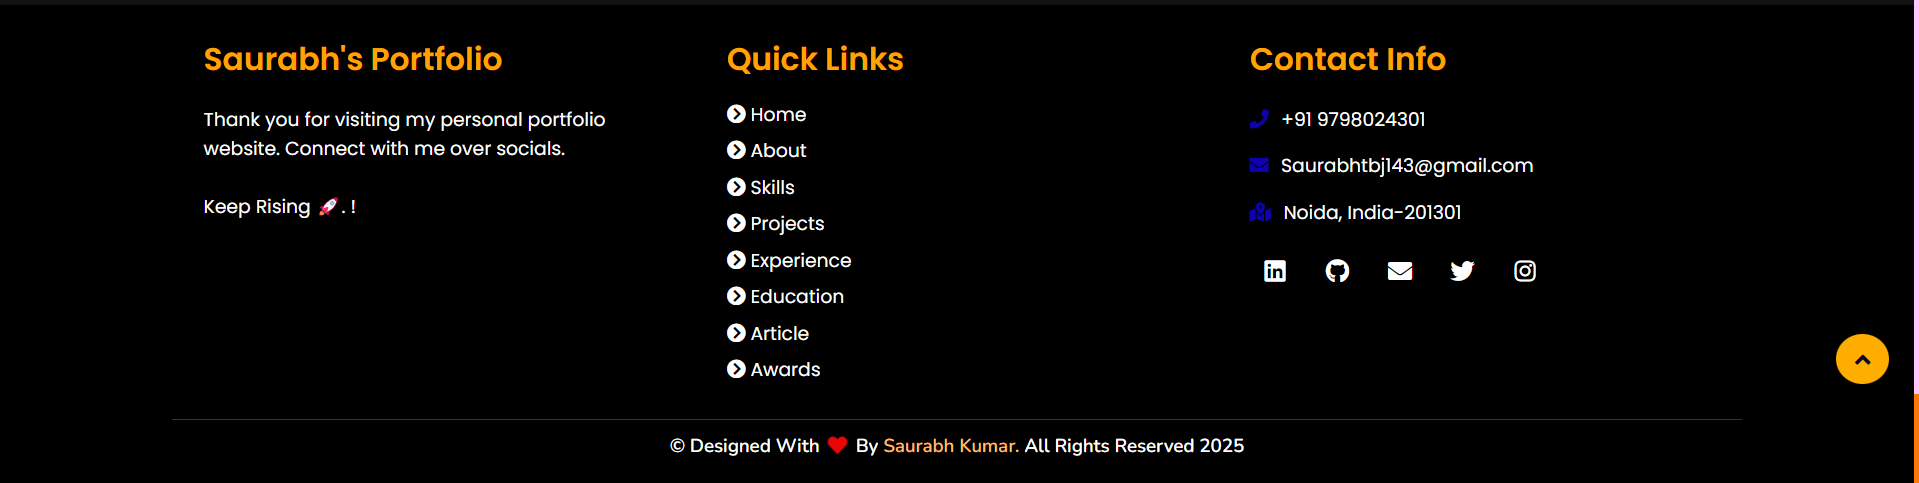 Saurabh's Portfolio
Thank you for visiting my personal portfolio
website. Connect with me over socials.
Keep Rising 🚀. !
Quick Links
Home
About
Skills
Projects
Experience
Education
Article
Awards
Contact Info
+91 9798024301
Saurabhtbj143@gmail.com
Noida, India-201301
© Designed With ❤ By Saurabh Kumar. All Rights Reserved 2025